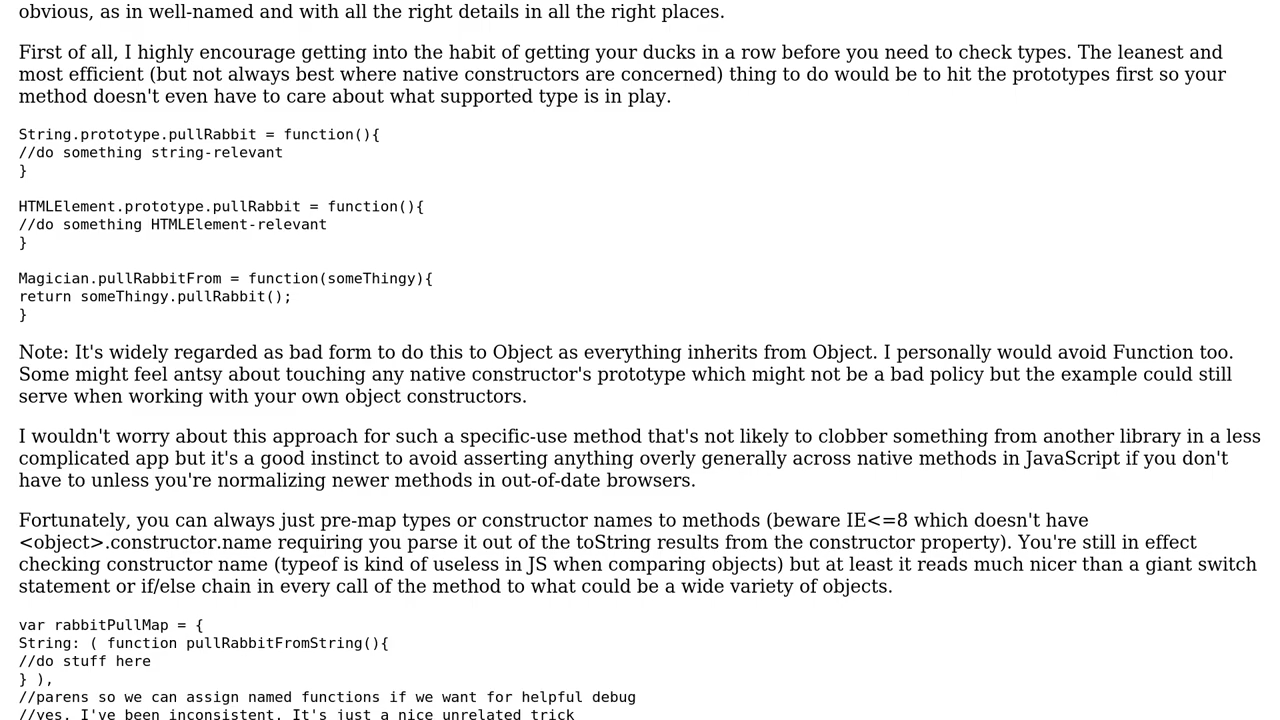 obvious, as in well-named and with all the right details in all the right places.
First of all, I highly encourage getting into the habit of getting your ducks in a row before you need to check types. The leanest and
most efficient (but not always best where native constructors are concerned) thing to do would be to hit the prototypes first so your
method doesn't even have to care about what supported type is in play.
String.prototype.pullRabbit = function(){
//do something string-relevant
}
HTMLElement.prototype.pullRabbit = function(){
//do something HTMLElement-relevant
}
Magician.pullRabbitFrom = function(someThingy){
return someThingy.pullRabbit();
}
Note: It's widely regarded as bad form to do this to Object as everything inherits from Object. I personally would avoid Function too.
Some might feel antsy about touching any native constructor's prototype which might not be a bad policy but the example could still
serve when working with your own object constructors.
I wouldn't worry about this approach for such a specific-use method that's not likely to clobber something from another library in a less
complicated app but it's a good instinct to avoid asserting anything overly generally across native methods in JavaScript if you don't
have to unless you're normalizing newer methods in out-of-date browsers.
Fortunately, you can always just pre-map types or constructor names to methods (beware IE<=8 which doesn't have
<object>.constructor.name requiring you parse it out of the toString results from the constructor property). You're still in effect
checking constructor name (typeof is kind of useless in JS when comparing objects) but at least it reads much nicer than a giant switch
statement or if/else chain in every call of the method to what could be a wide variety of objects.
var rabbitPullMap = {
String: ( function pullRabbitFromString(){
//do stuff here
} ),
//parens so we can assign named functions if we want for helpful debug
//yes, I've been inconsistent. It's just a nice unrelated trick